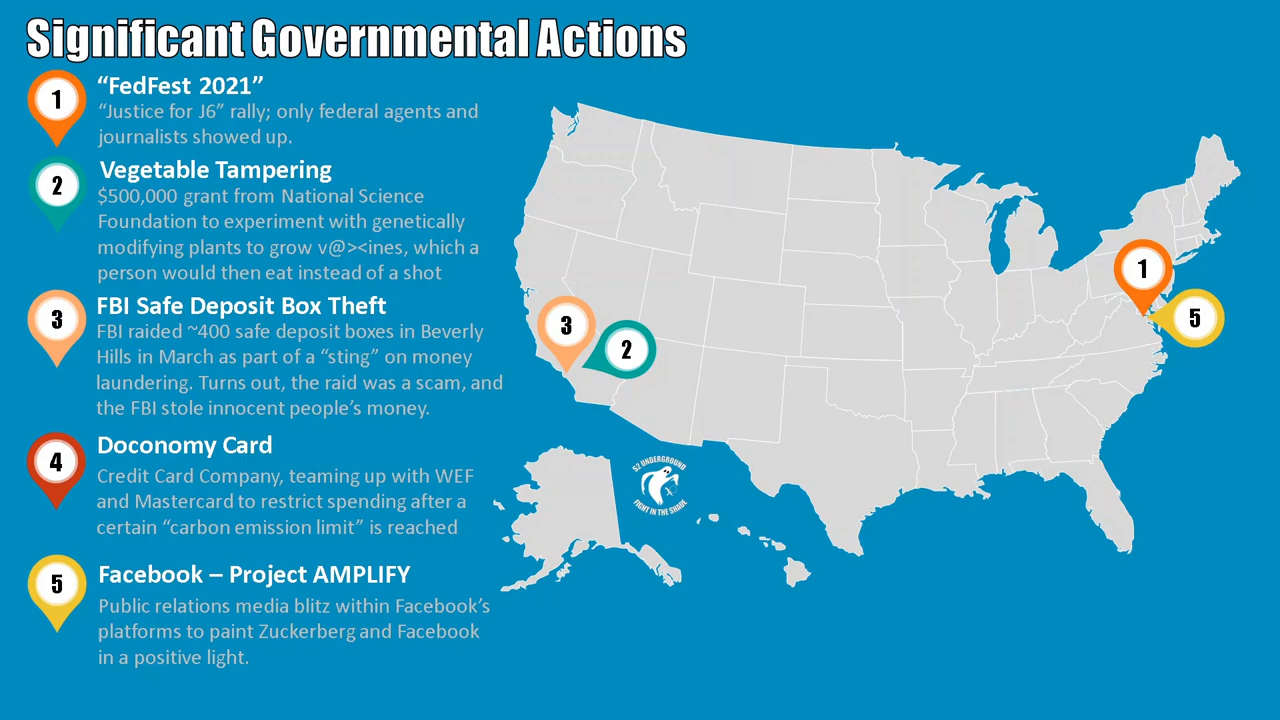 Significant Governmental Actions
1
“FedFest 2021”
“Justice for J6” rally; only federal agents and
journalists showed up.
2
Vegetable Tampering
$500,000 grant from National Science
Foundation to experiment with genetically
modifying plants to grow v@><ines, which a
person would then eat instead of a shot
3
FBI Safe Deposit Box Theft
FBI raided ~400 safe deposit boxes in Beverly
Hills in March as part of a “sting” on money
laundering. Turns out, the raid was a scam, and
the FBI stole innocent people’s money.
4
Doconomy Card
Credit Card Company, teaming up with WEF
and Mastercard to restrict spending after a
certain “carbon emission limit” is reached
5
Facebook – Project AMPLIFY
Public relations media blitz within Facebook’s
platforms to paint Zuckerberg and Facebook
in a positive light.
1
5
3
2
S2 UNDERGROUND
FIGHT IN THE SHADE